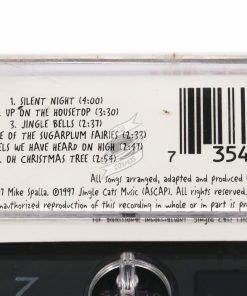 1. SILENT NIGHT (4:00)
UP ON THE HOUSETOP (3:30)
3. JINGLE BELLS (2:37)
E OF THE SUGARPLUM FAIRIES (2:33)
ELS WE HAVE HEARD ON HIGH (2:47)
. OH CHRISTMAS TREE (2:54)
7 354
All songs arranged, adapted and produced
7 Mike Spalla. ©1997 Jingle Cats Music (ASCAP). All rights reserved.
authorized reproduction of this recording in whole or in part is pro